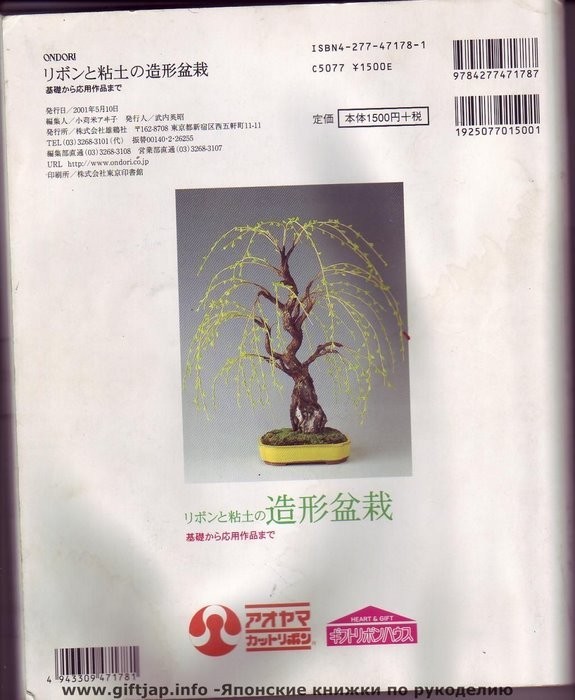 ONDORI
リボンと粘土の造形盆栽
基礎から応用作品まで
発行日／2001年5月10日
編集人／小荷米アキ子 発行人／武内英昭
発行所／株式会社雄鶏社 〒162-8708 東京都新宿区西五軒町11-11
TEL(03)3268-3101(代) 振替00140-2-26255
編集部直通(03)3268-3108 営業部直通(03)3268-3107
URL http://www.ondori.co.jp
印刷所／株式会社東京印書館
ISBN4-277-47178-1
C5077 ¥1500E
定価 本体1500円+税
9784277471787
1925077015001
リボンと粘土の造形盆栽
基礎から応用作品まで
アオヤマ
カットリボン
HEART & GIFT
ギフトリボンハウス
4943309471781
www.giftjap.info -Японские книжки по рукоделию